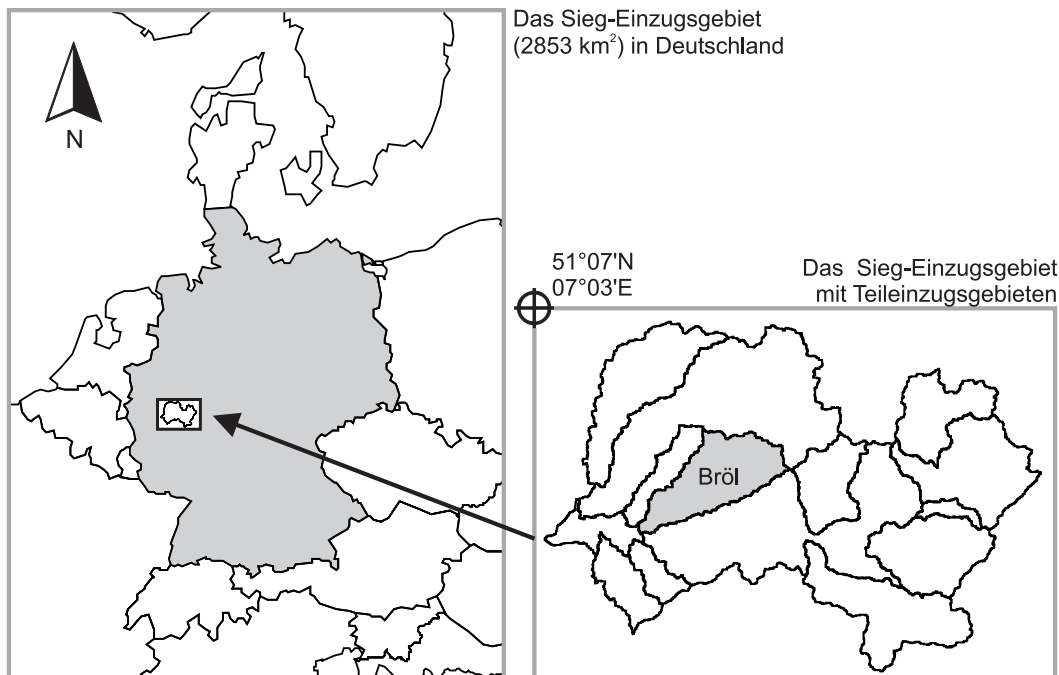 Das Sieg-Einzugsgebiet
(2853 km²) in Deutschland
N
51°07'N
07°03'E
Das Sieg-Einzugsgebiet
mit Teileinzugsgebieten
Bröl